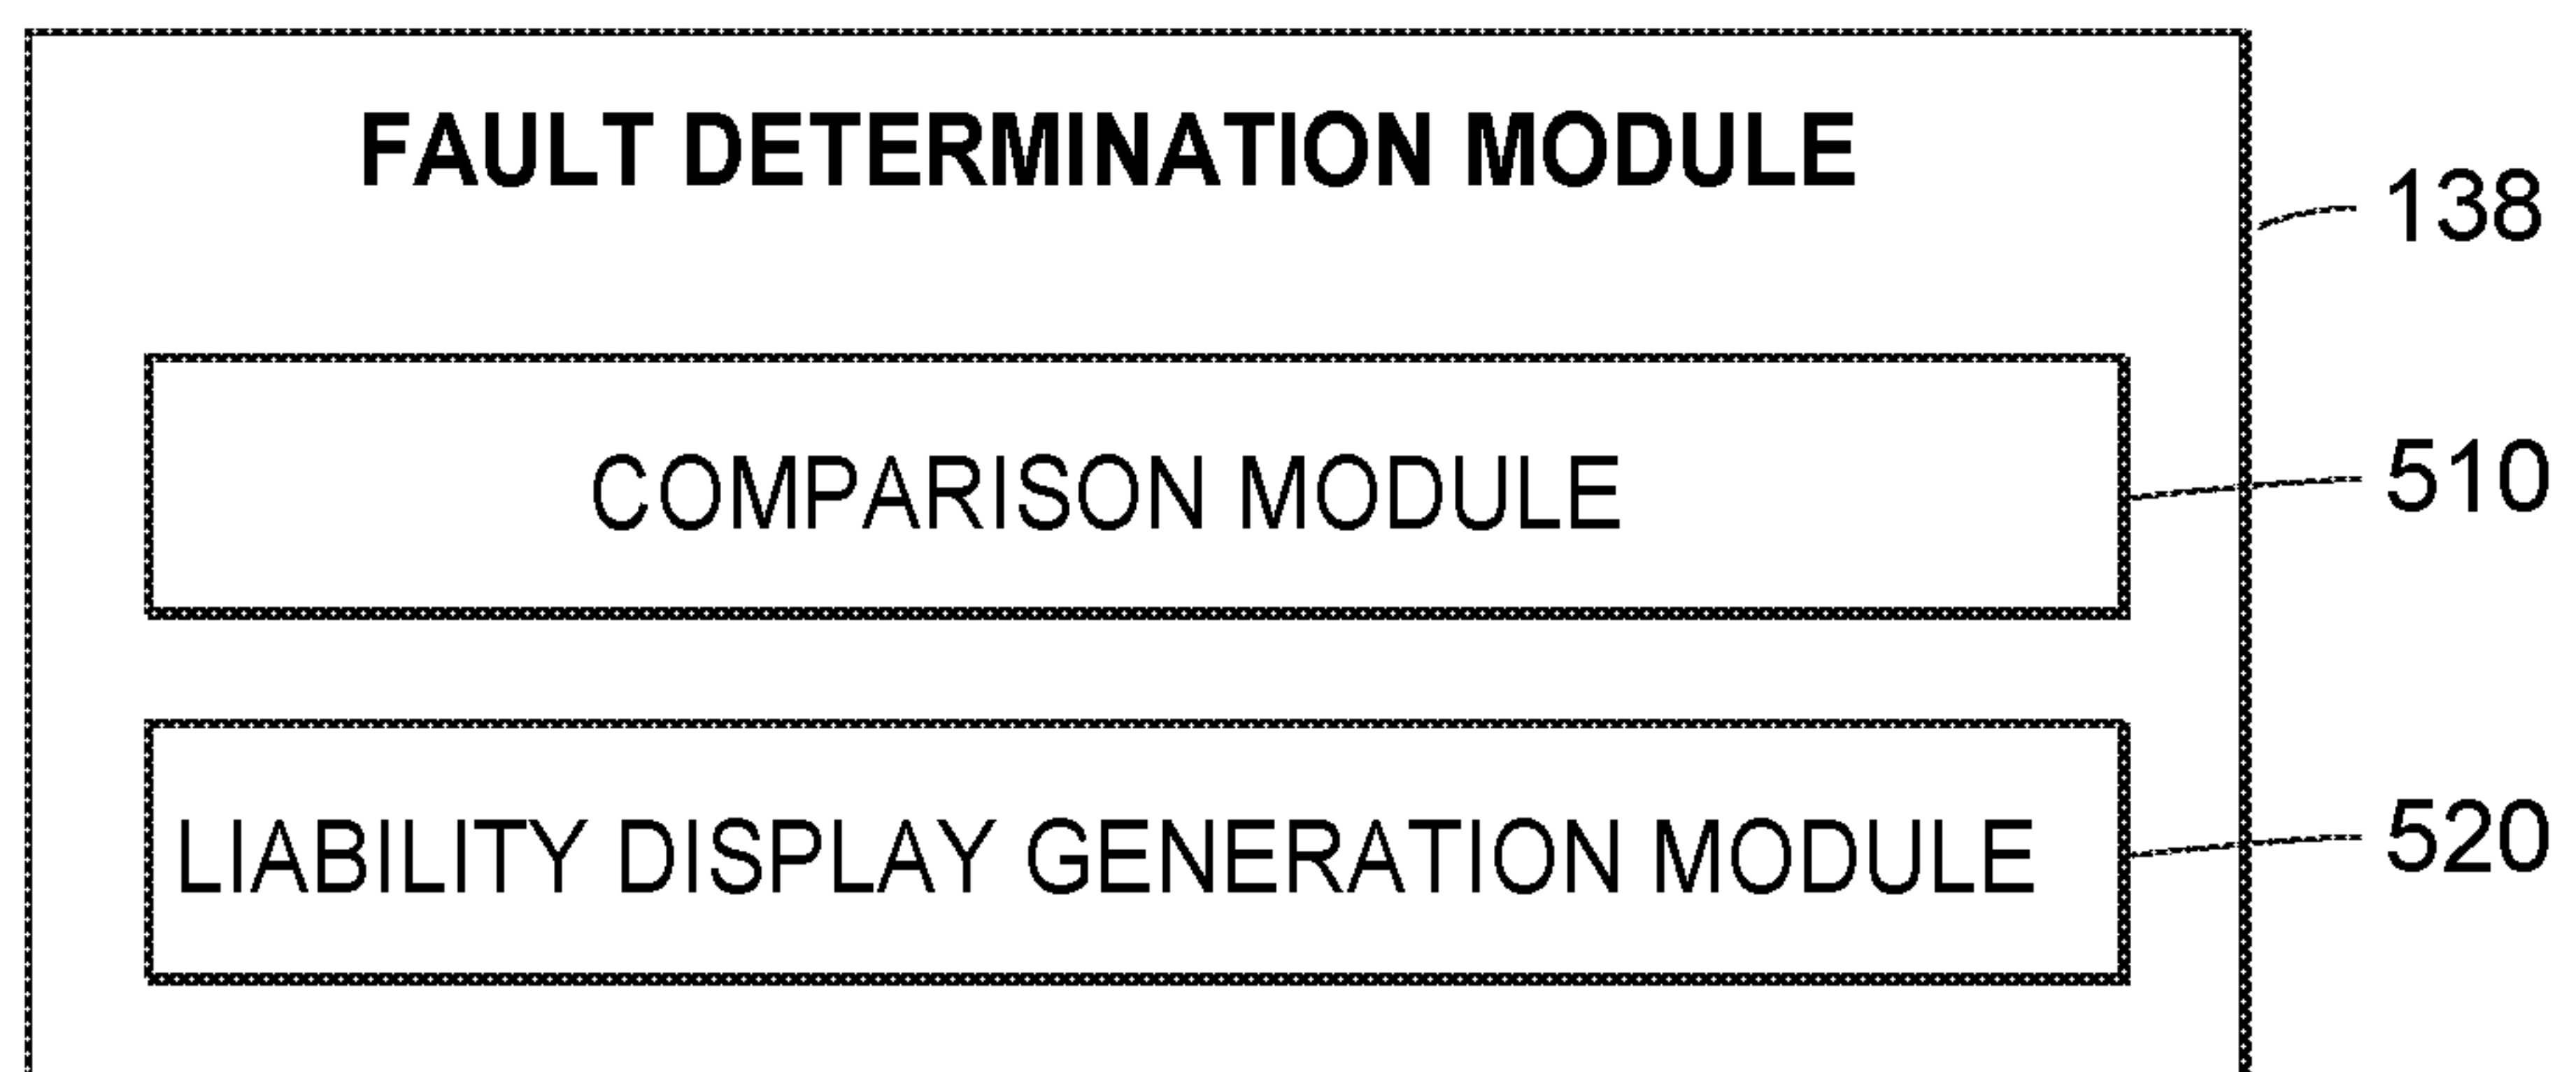 FAULT DETERMINATION MODULE
138
COMPARISON MODULE
510
LIABILITY DISPLAY GENERATION MODULE
520